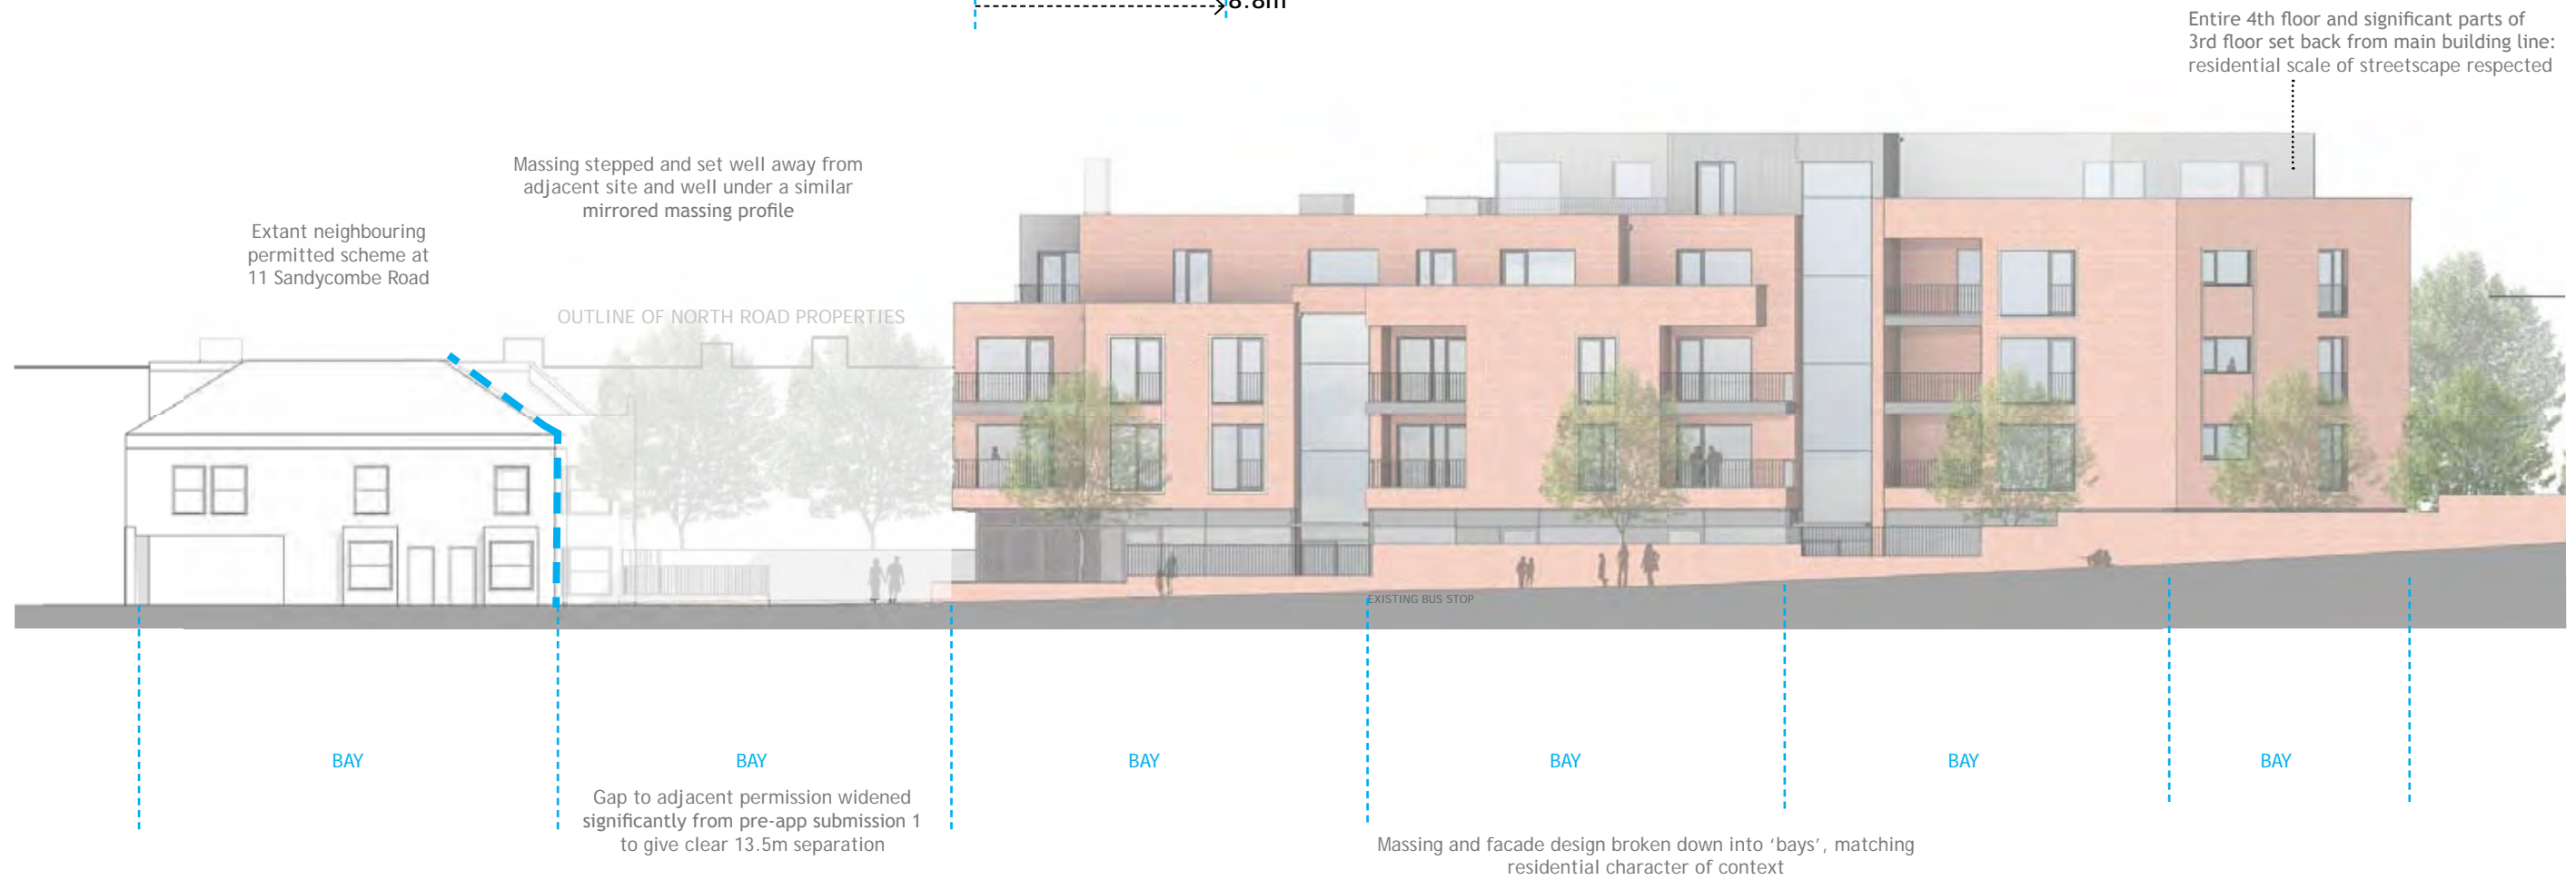 8.8m
Entire 4th floor and significant parts of
3rd floor set back from main building line:
residential scale of streetscape respected
Massing stepped and set well away from
adjacent site and well under a similar
mirrored massing profile
Extant neighbouring
permitted scheme at
11 Sandycombe Road
OUTLINE OF NORTH ROAD PROPERTIES
EXISTING BUS STOP
BAY
BAY
BAY
BAY
BAY
BAY
Gap to adjacent permission widened
significantly from pre-app submission 1
to give clear 13.5m separation
Massing and facade design broken down into ‘bays’, matching
residential character of context